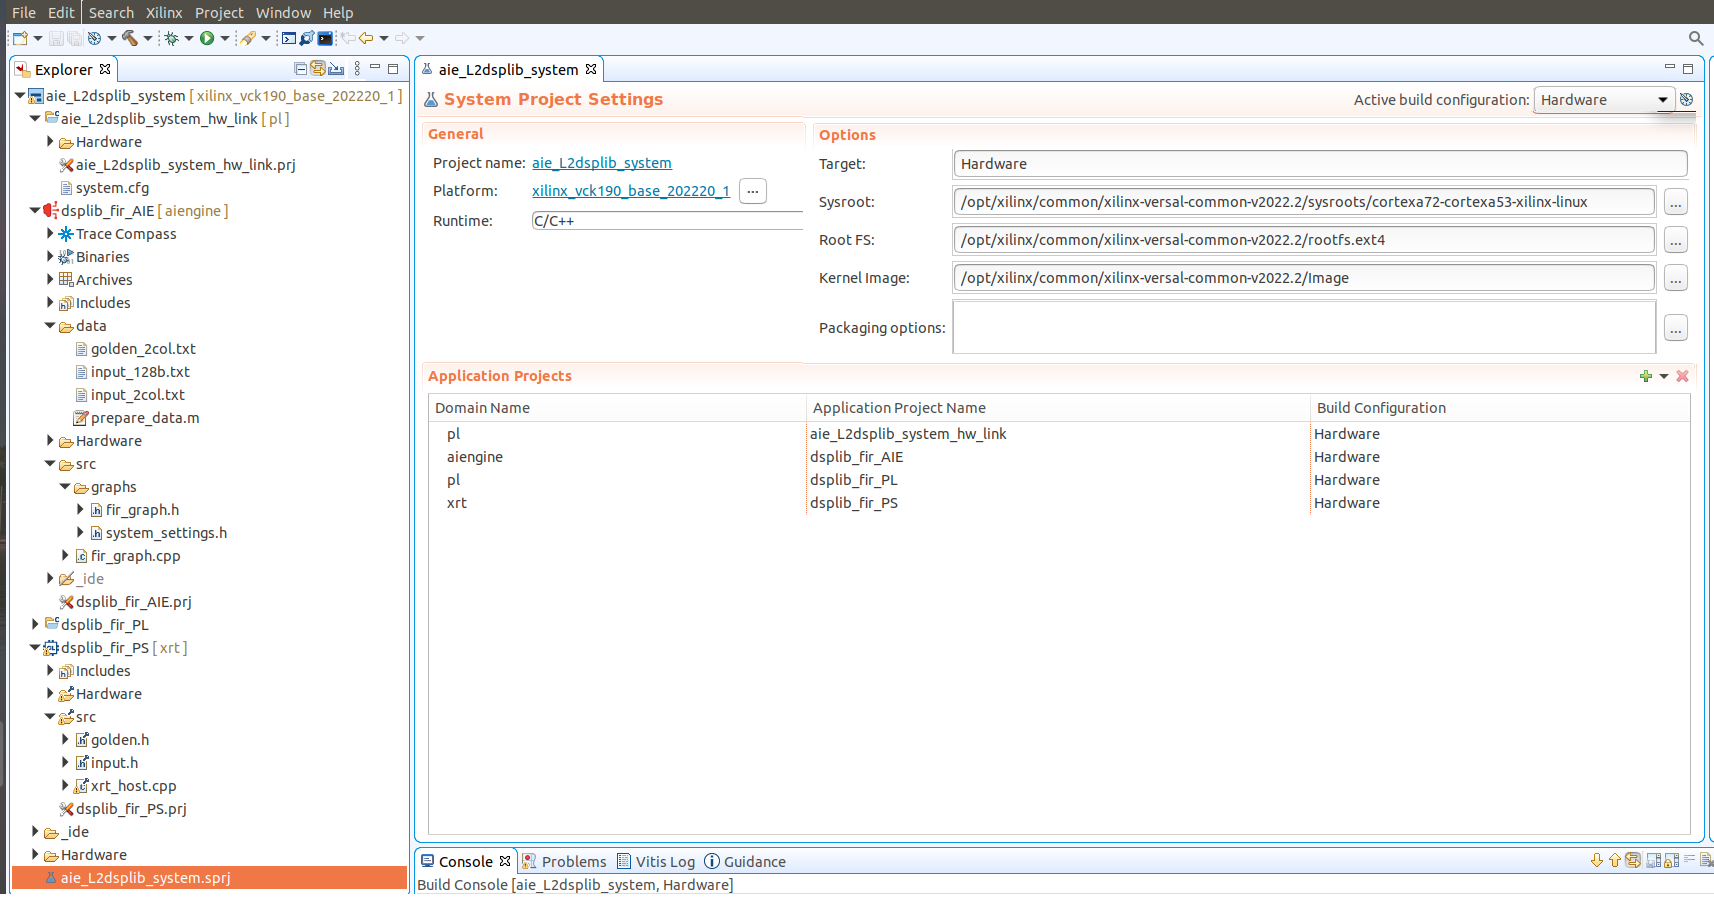 File Edit Search Xilinx Project Window Help
Explorer
aie_L2dsplib_system [ xilinx_vck190_base_202220_1 ]
aie_L2dsplib_system_hw_link [ pl ]
Hardware
aie_L2dsplib_system_hw_link.prj
system.cfg
dsplib_fir_AIE [ aiengine ]
Trace Compass
Binaries
Archives
Includes
data
golden_2col.txt
input_128b.txt
input_2col.txt
prepare_data.m
Hardware
src
graphs
fir_graph.h
system_settings.h
fir_graph.cpp
_ide
dsplib_fir_AIE.prj
dsplib_fir_PL
dsplib_fir_PS [ xrt ]
Includes
Hardware
src
golden.h
input.h
xrt_host.cpp
dsplib_fir_PS.prj
_ide
Hardware
aie_L2dsplib_system.sprj
aie_L2dsplib_system
System Project Settings
Active build configuration: Hardware
General
Project name: aie_L2dsplib_system
Platform: xilinx_vck190_base_202220_1 ...
Runtime: C/C++
Options
Target: Hardware
Sysroot: /opt/xilinx/common/xilinx-versal-common-v2022.2/sysroots/cortexa72-cortexa53-xilinx-linux ...
Root FS: /opt/xilinx/common/xilinx-versal-common-v2022.2/rootfs.ext4 ...
Kernel Image: /opt/xilinx/common/xilinx-versal-common-v2022.2/Image ...
Packaging options: ...
Application Projects
Domain Name Application Project Name Build Configuration
pl aie_L2dsplib_system_hw_link Hardware
aiengine dsplib_fir_AIE Hardware
pl dsplib_fir_PL Hardware
xrt dsplib_fir_PS Hardware
Console Problems Vitis Log Guidance
Build Console [aie_L2dsplib_system, Hardware]